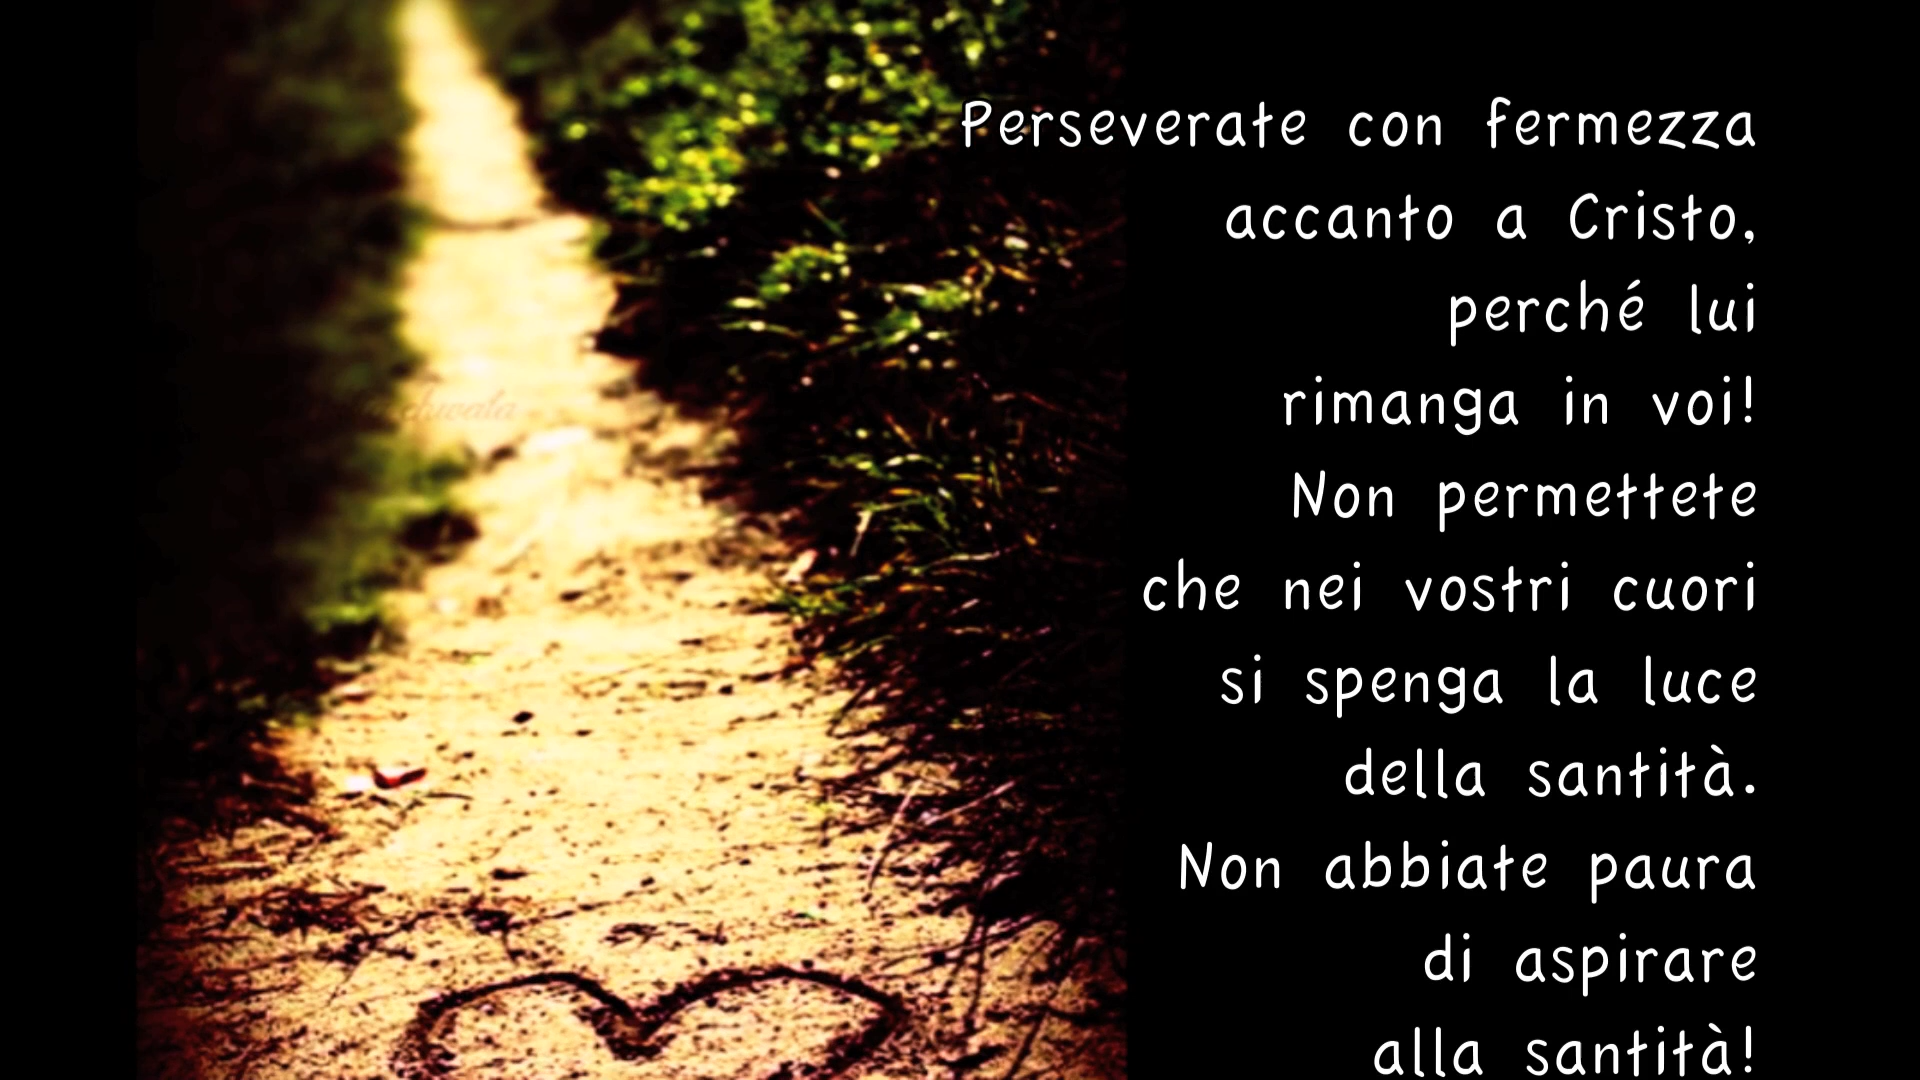 Perseverate con fermezza
accanto a Cristo,
perché lui
rimanga in voi!
Non permettete
che nei vostri cuori
si spenga la luce
della santità.
Non abbiate paura
di aspirare
alla santità!